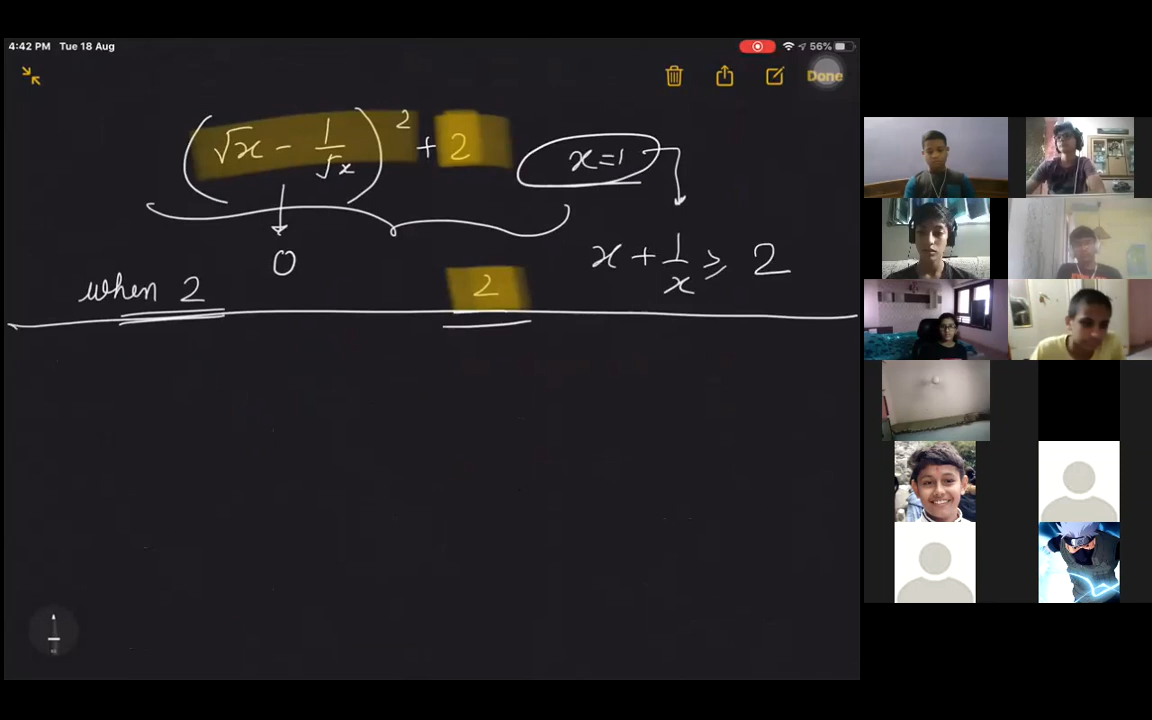 4:42 PM Tue 18 Aug
56%
Done
(√x − 1/√x)² + 2
x=1
0
x + 1/x ≥ 2
when 2
2